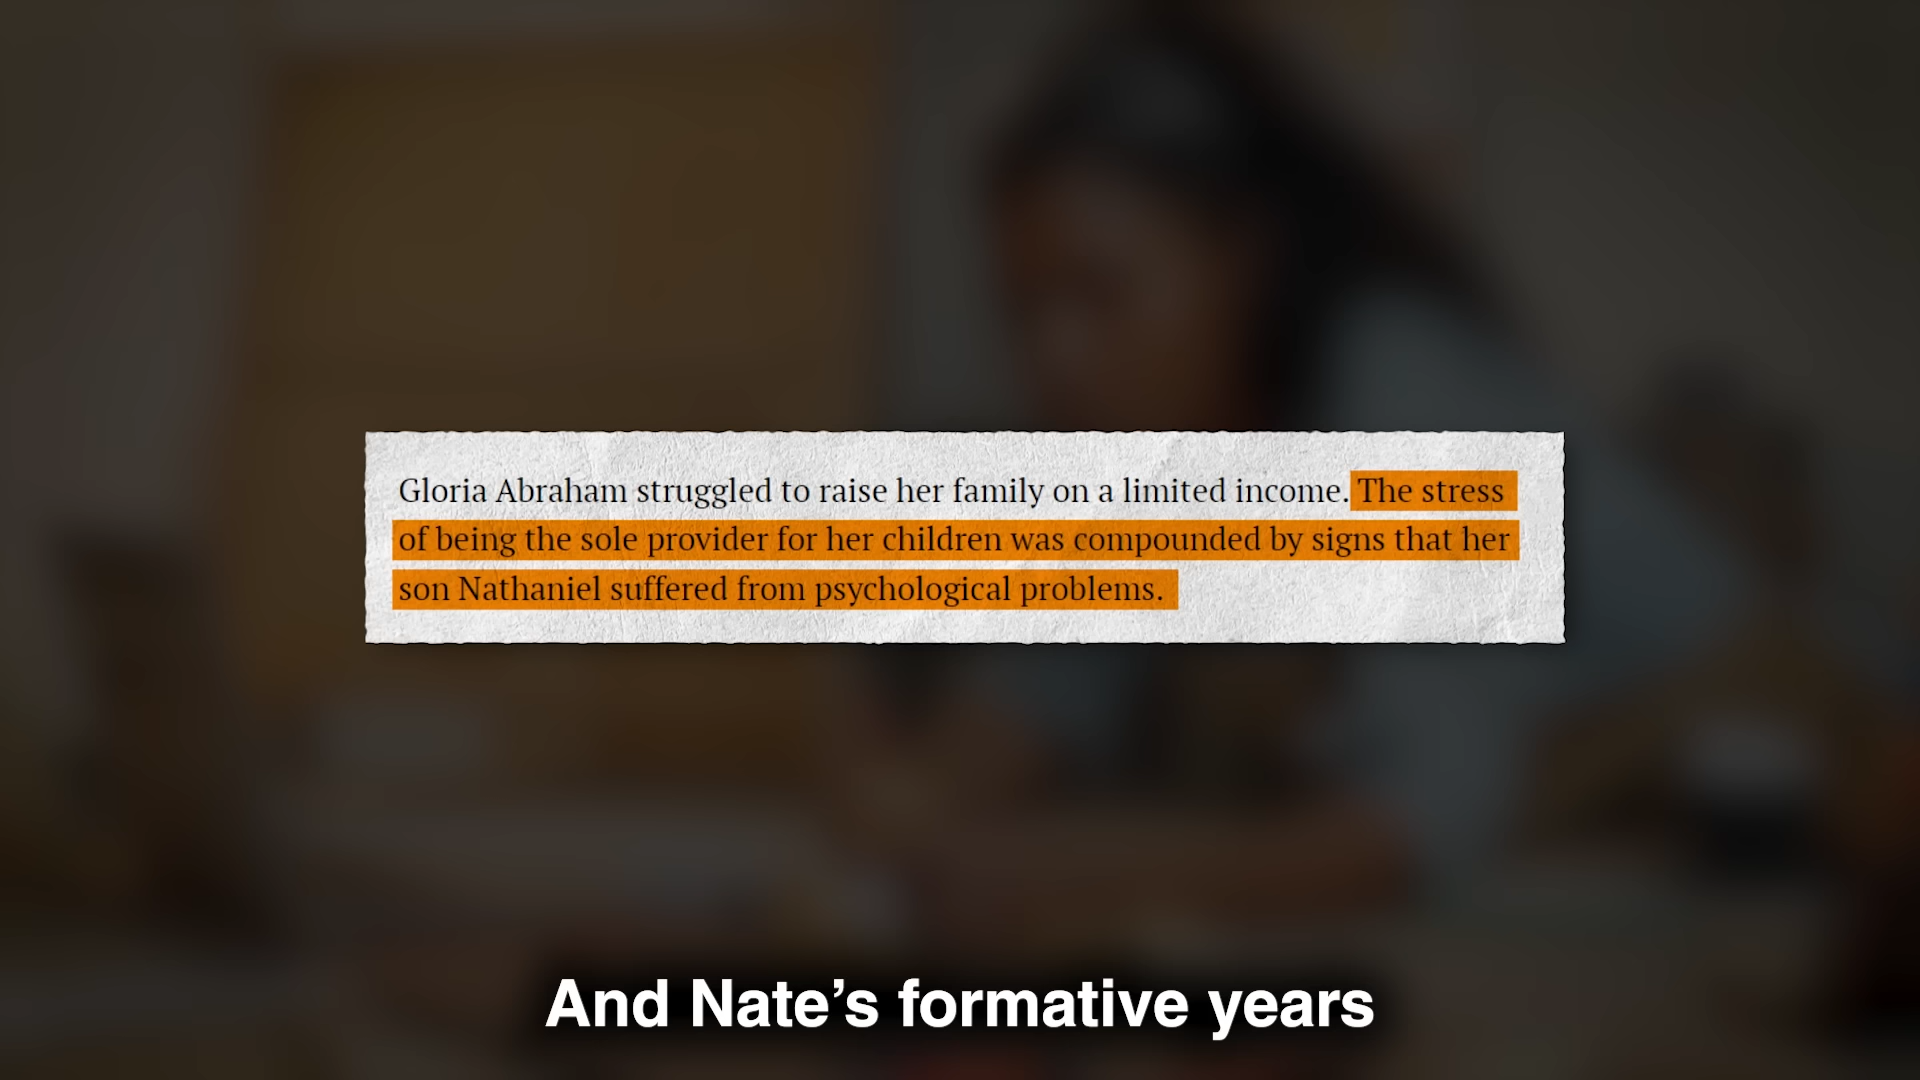 Gloria Abraham struggled to raise her family on a limited income. The stress
of being the sole provider for her children was compounded by signs that her
son Nathaniel suffered from psychological problems.
And Nate’s formative years